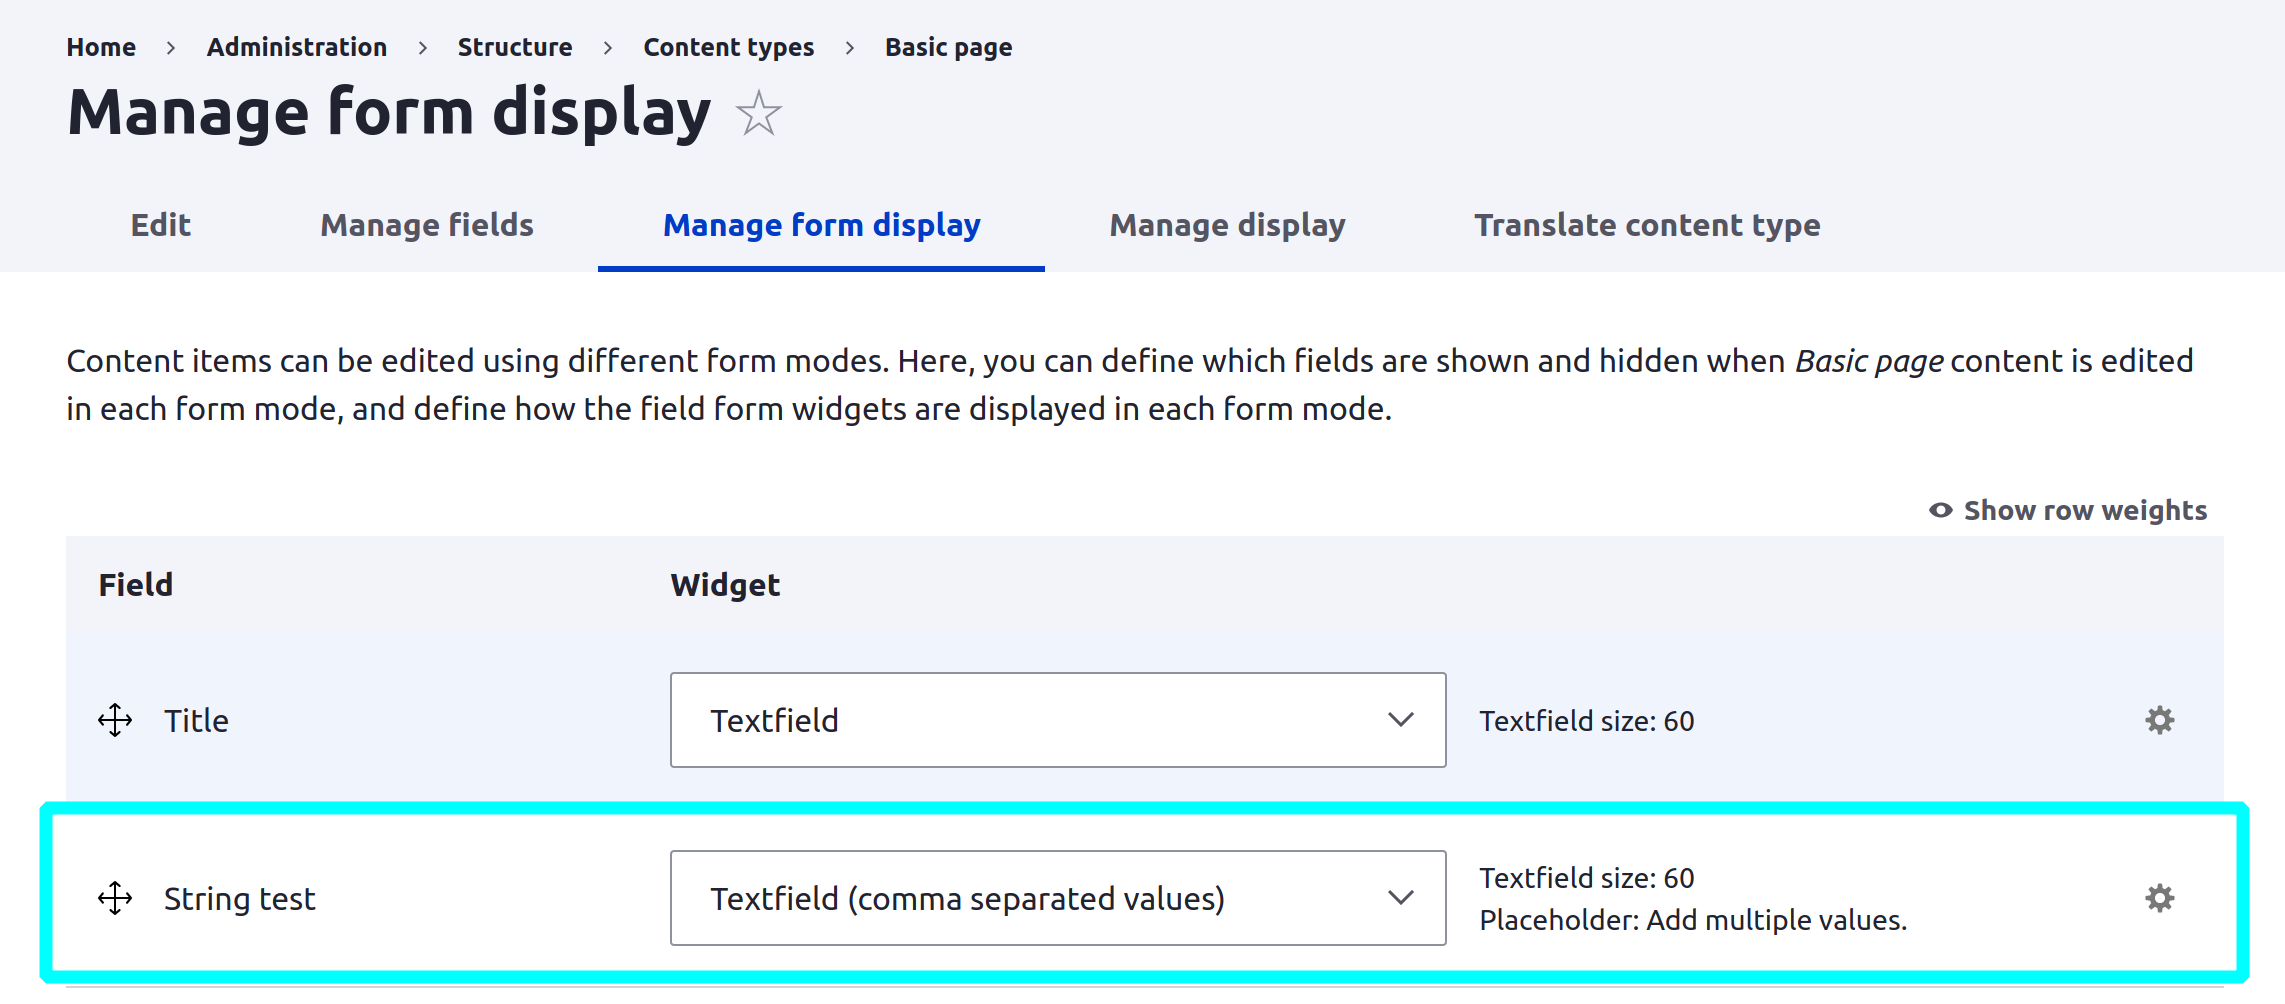 Home > Administration > Structure > Content types > Basic page
Manage form display
Edit Manage fields Manage form display Manage display Translate content type
Content items can be edited using different form modes. Here, you can define which fields are shown and hidden when Basic page content is edited
in each form mode, and define how the field form widgets are displayed in each form mode.
Show row weights
Field Widget
Title Textfield Textfield size: 60
String test Textfield (comma separated values) Textfield size: 60
Placeholder: Add multiple values.